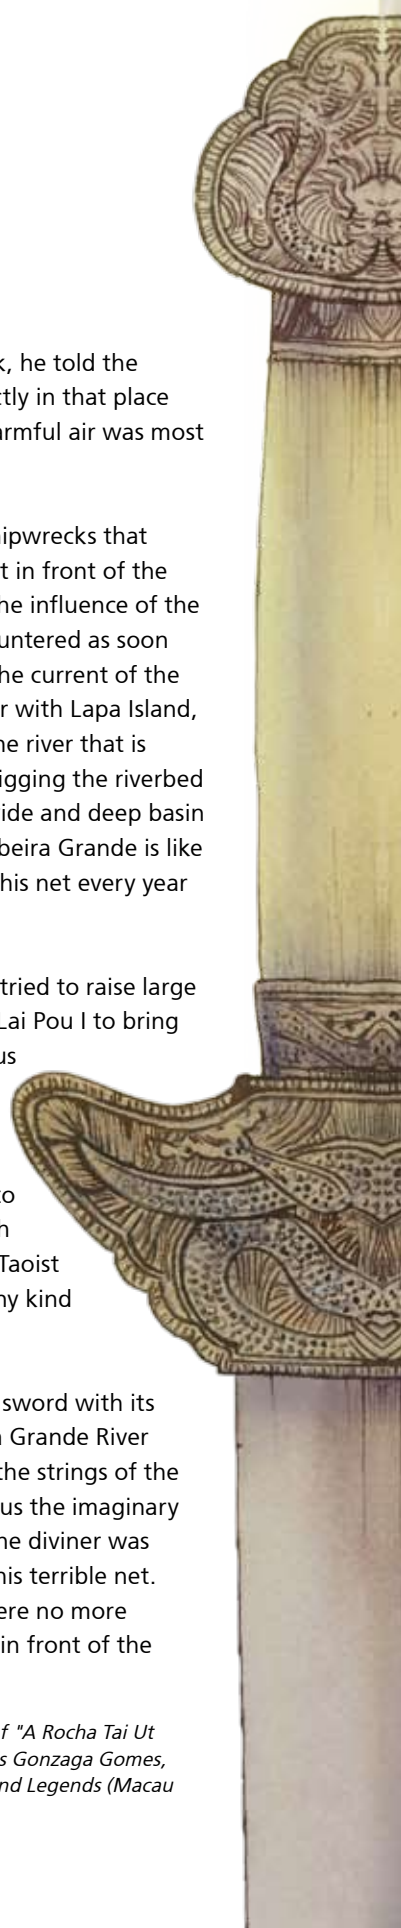 k, he told the
ctly in that place
armful air was most
hipwrecks that
t in front of the
he influence of the
untered as soon
he current of the
r with Lapa Island,
he river that is
igging the riverbed
ide and deep basin
beira Grande is like
his net every year
tried to raise large
Lai Pou I to bring
us
to
h
Taoist
ny kind
sword with its
a Grande River
the strings of the
us the imaginary
he diviner was
his terrible net.
ere no more
in front of the
f "A Rocha Tai Ut
s Gonzaga Gomes,
nd Legends (Macau